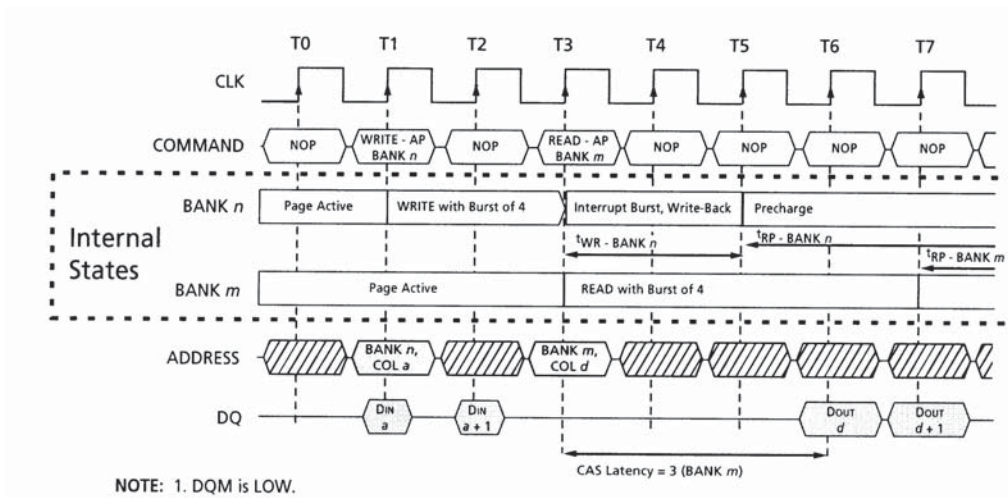 T0 T1 T2 T3 T4 T5 T6 T7
CLK
COMMAND NOP WRITE - AP BANK n NOP READ - AP BANK m NOP NOP NOP NOP
BANK n Page Active WRITE with Burst of 4 Interrupt Burst, Write-Back Precharge
Internal
States
tWR - BANK n tRP - BANK n
tRP - BANK m
BANK m Page Active READ with Burst of 4
ADDRESS BANK n, COL a BANK m, COL d
DQ DIN a DIN a + 1 DOUT d DOUT d + 1
CAS Latency = 3 (BANK m)
NOTE: 1. DQM is LOW.